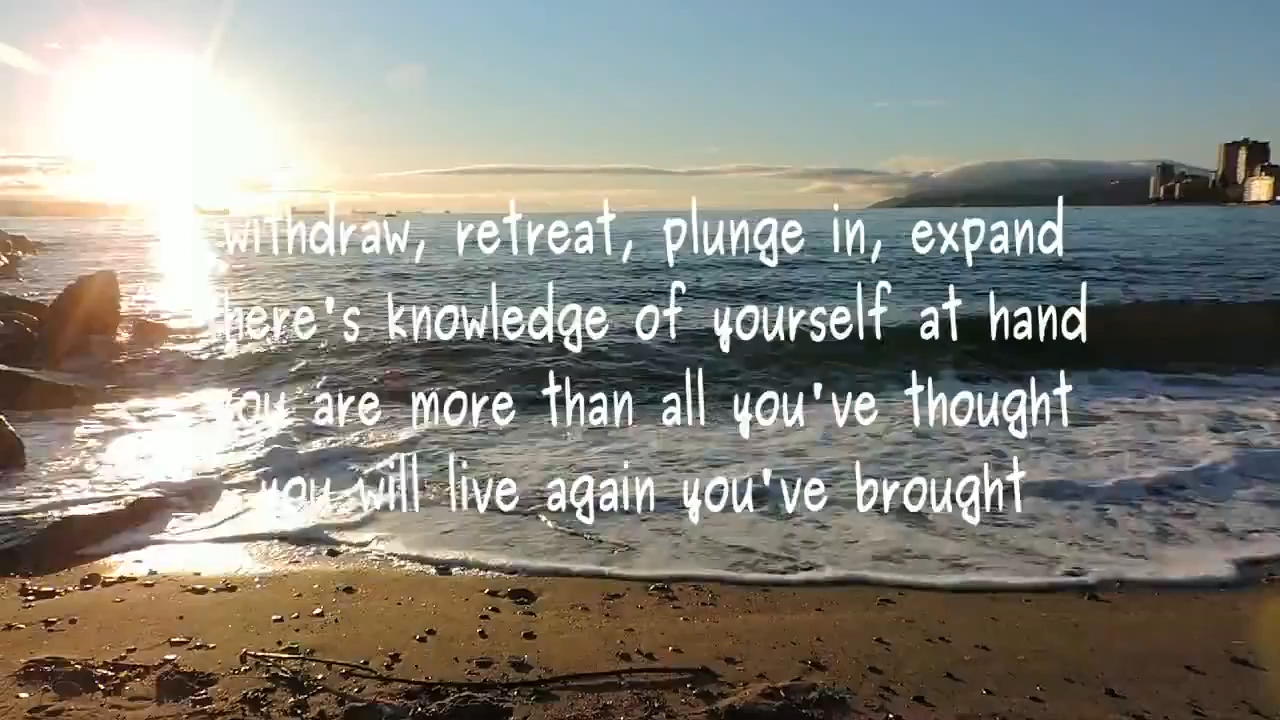 withdraw, retreat, plunge in, expand
there's knowledge of yourself at hand
you are more than all you've thought
you will live again you've brought